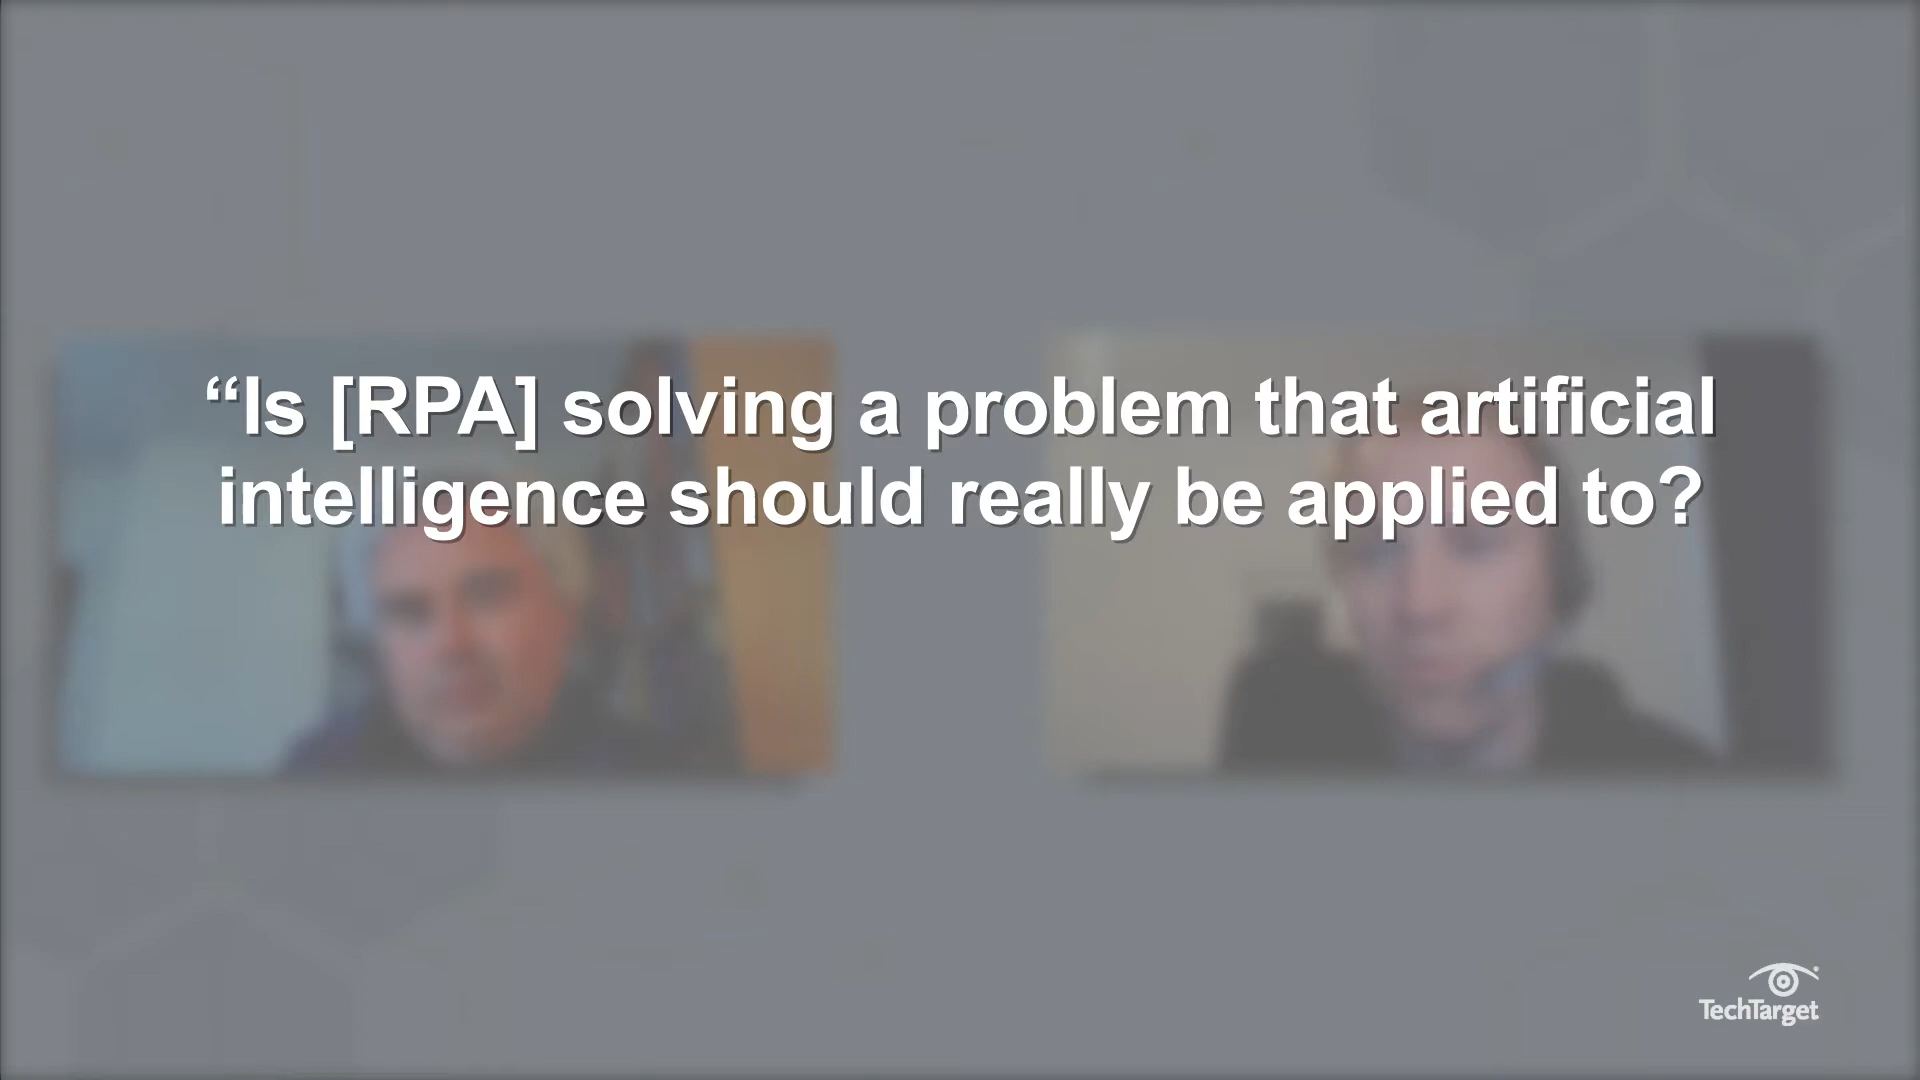 “Is [RPA] solving a problem that artificial
intelligence should really be applied to?
TechTarget